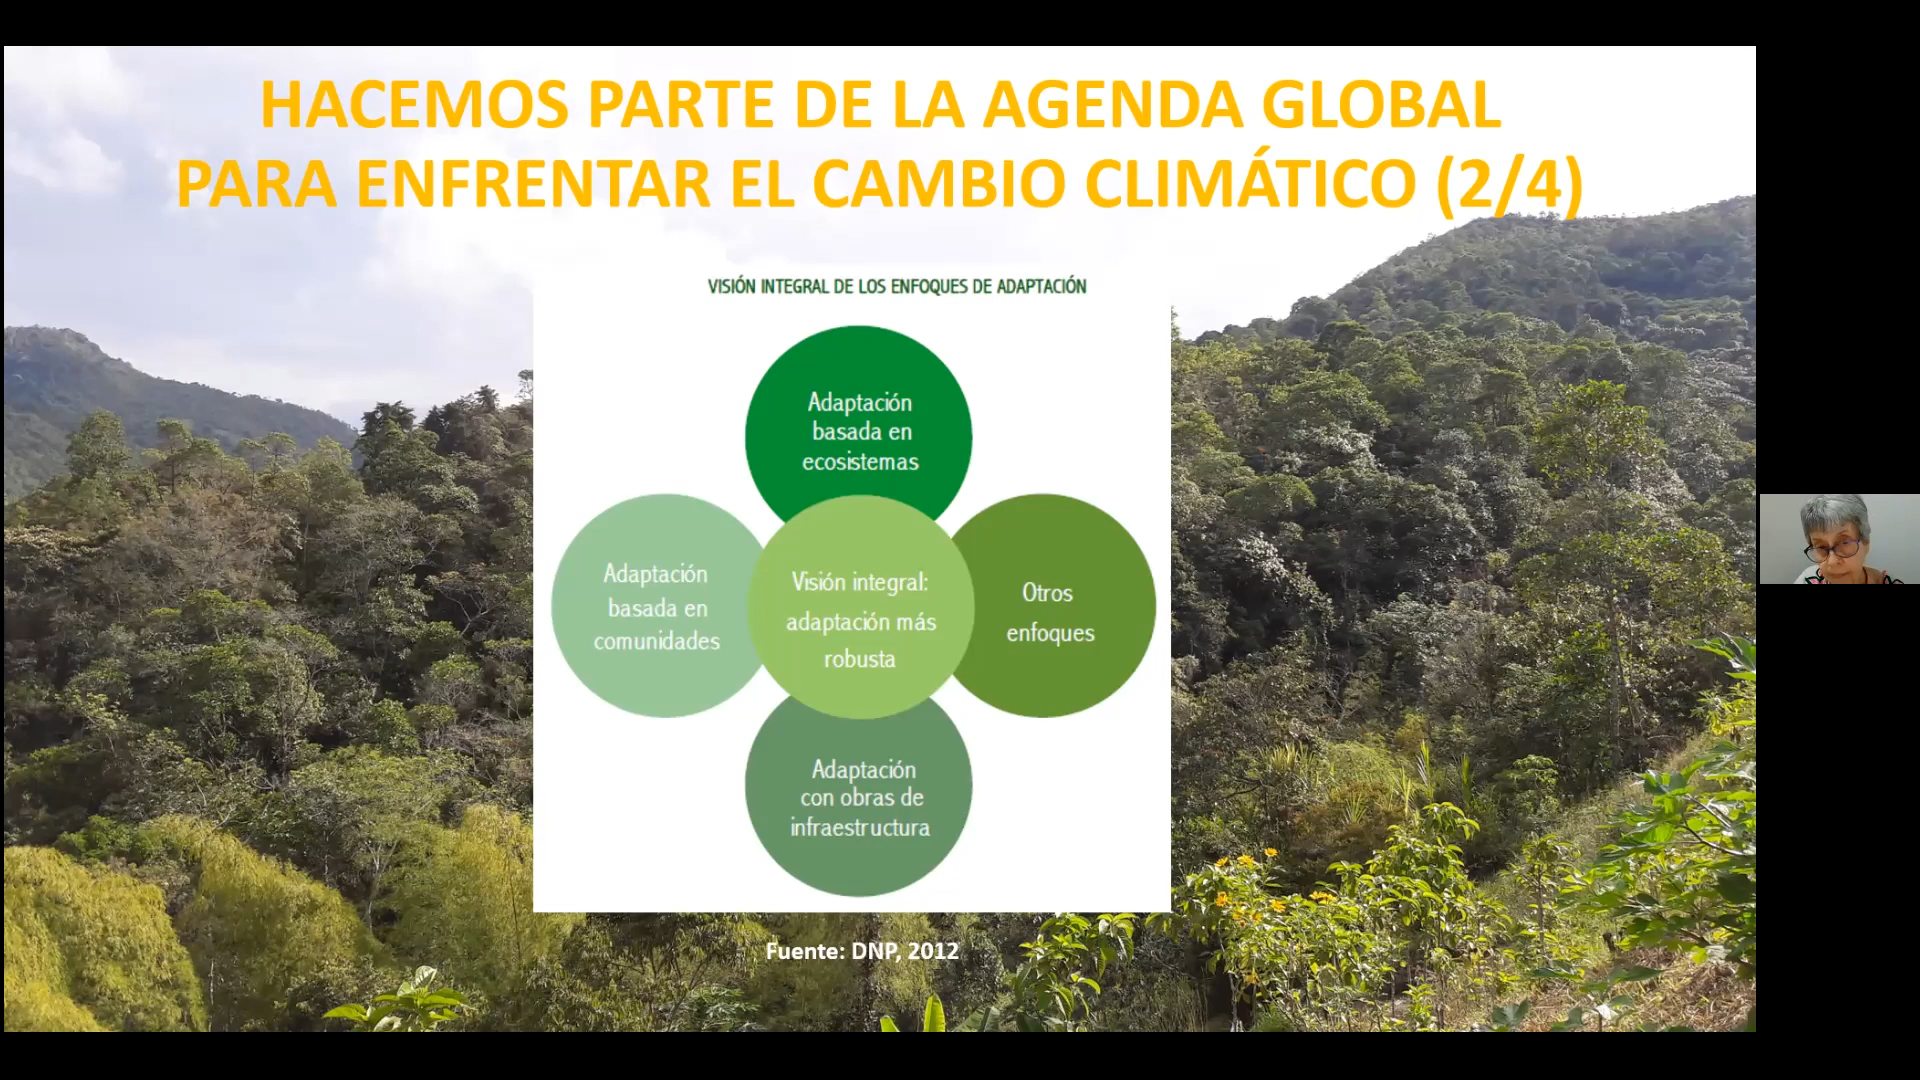 HACEMOS PARTE DE LA AGENDA GLOBAL
PARA ENFRENTAR EL CAMBIO CLIMÁTICO (2/4)
VISIÓN INTEGRAL DE LOS ENFOQUES DE ADAPTACIÓN
Adaptación
basada en
ecosistemas
Adaptación
basada en
comunidades
Visión integral:
adaptación más
robusta
Otros
enfoques
Adaptación
con obras de
infraestructura
Fuente: DNP, 2012